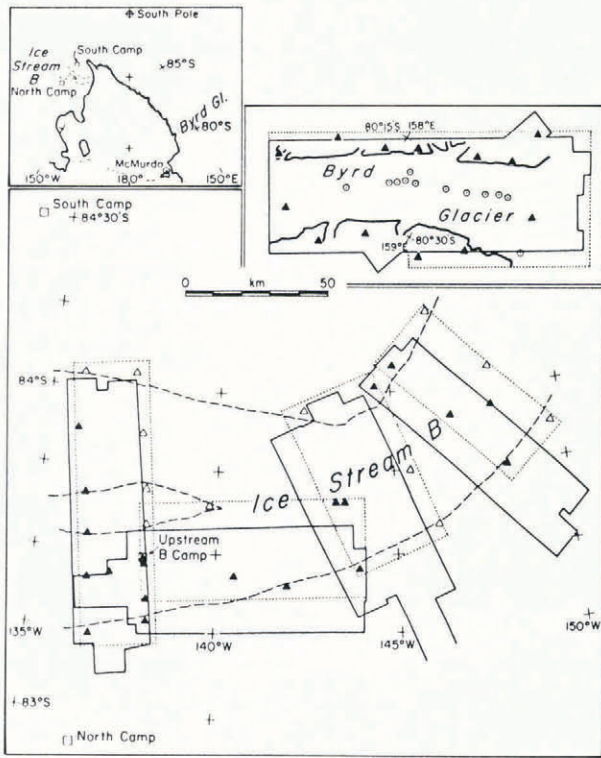 South Pole
Ice
Stream
B
South Camp
North Camp
85°S
Byrd Gl.
80°S
McMurdo
150°W
180°
150°E
80°15'S 158°E
Byrd
Glacier
159°E
80°30'S
South Camp
84°30'S
0 km 50
84°S
Ice Stream B
Upstream
B Camp
135°W
140°W
145°W
150°W
83°S
North Camp